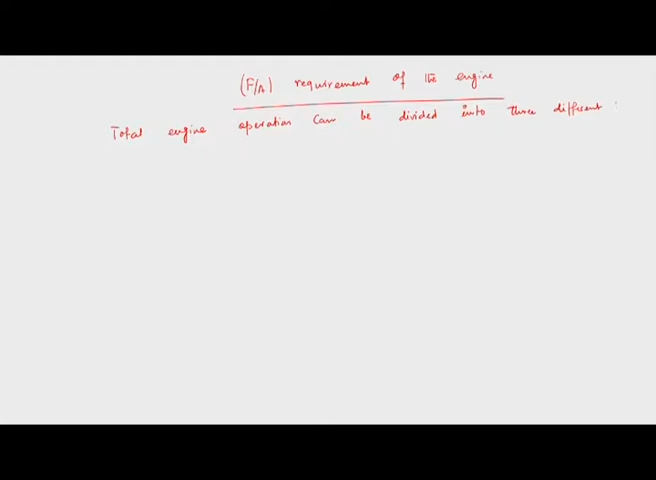 (F/A) requirement of the engine
Total engine operation can be divided into three different